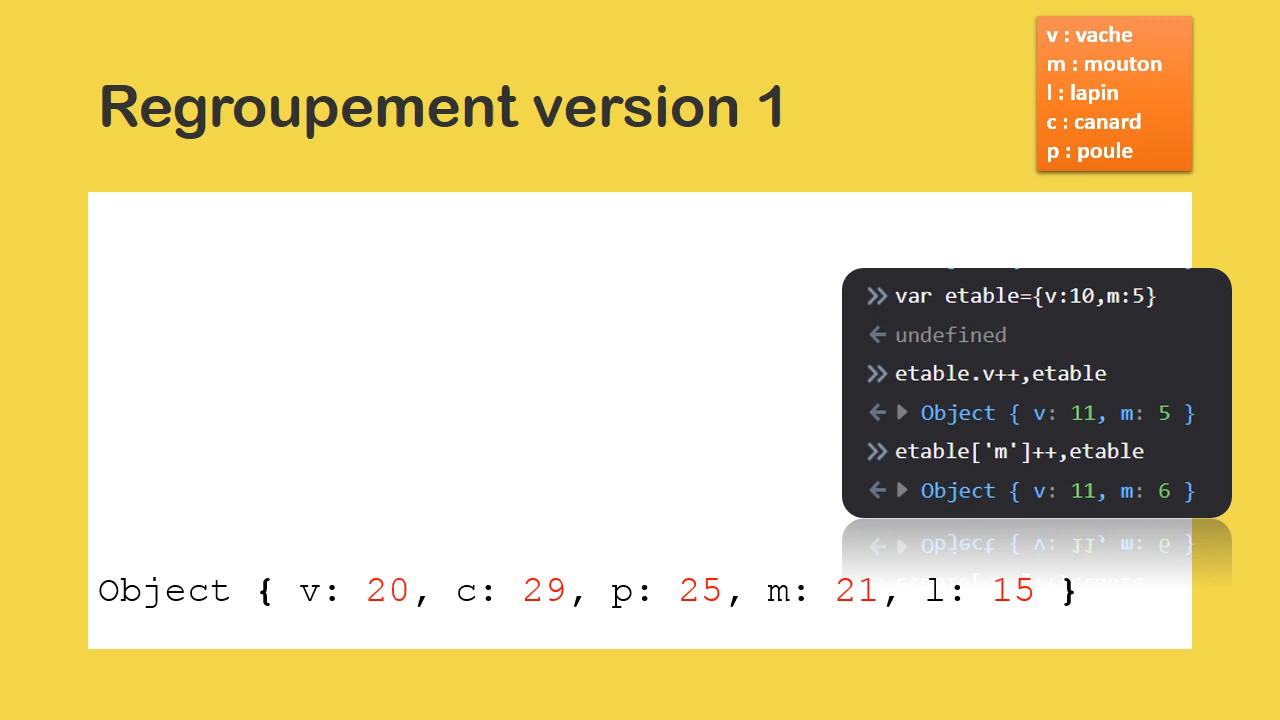 Regroupement version 1
v : vache
m : mouton
l : lapin
c : canard
p : poule
var etable={v:10,m:5}
undefined
etable.v++,etable
Object { v: 11, m: 5 }
etable['m']++,etable
Object { v: 11, m: 6 }
Object { v: 20, c: 29, p: 25, m: 21, l: 15 }